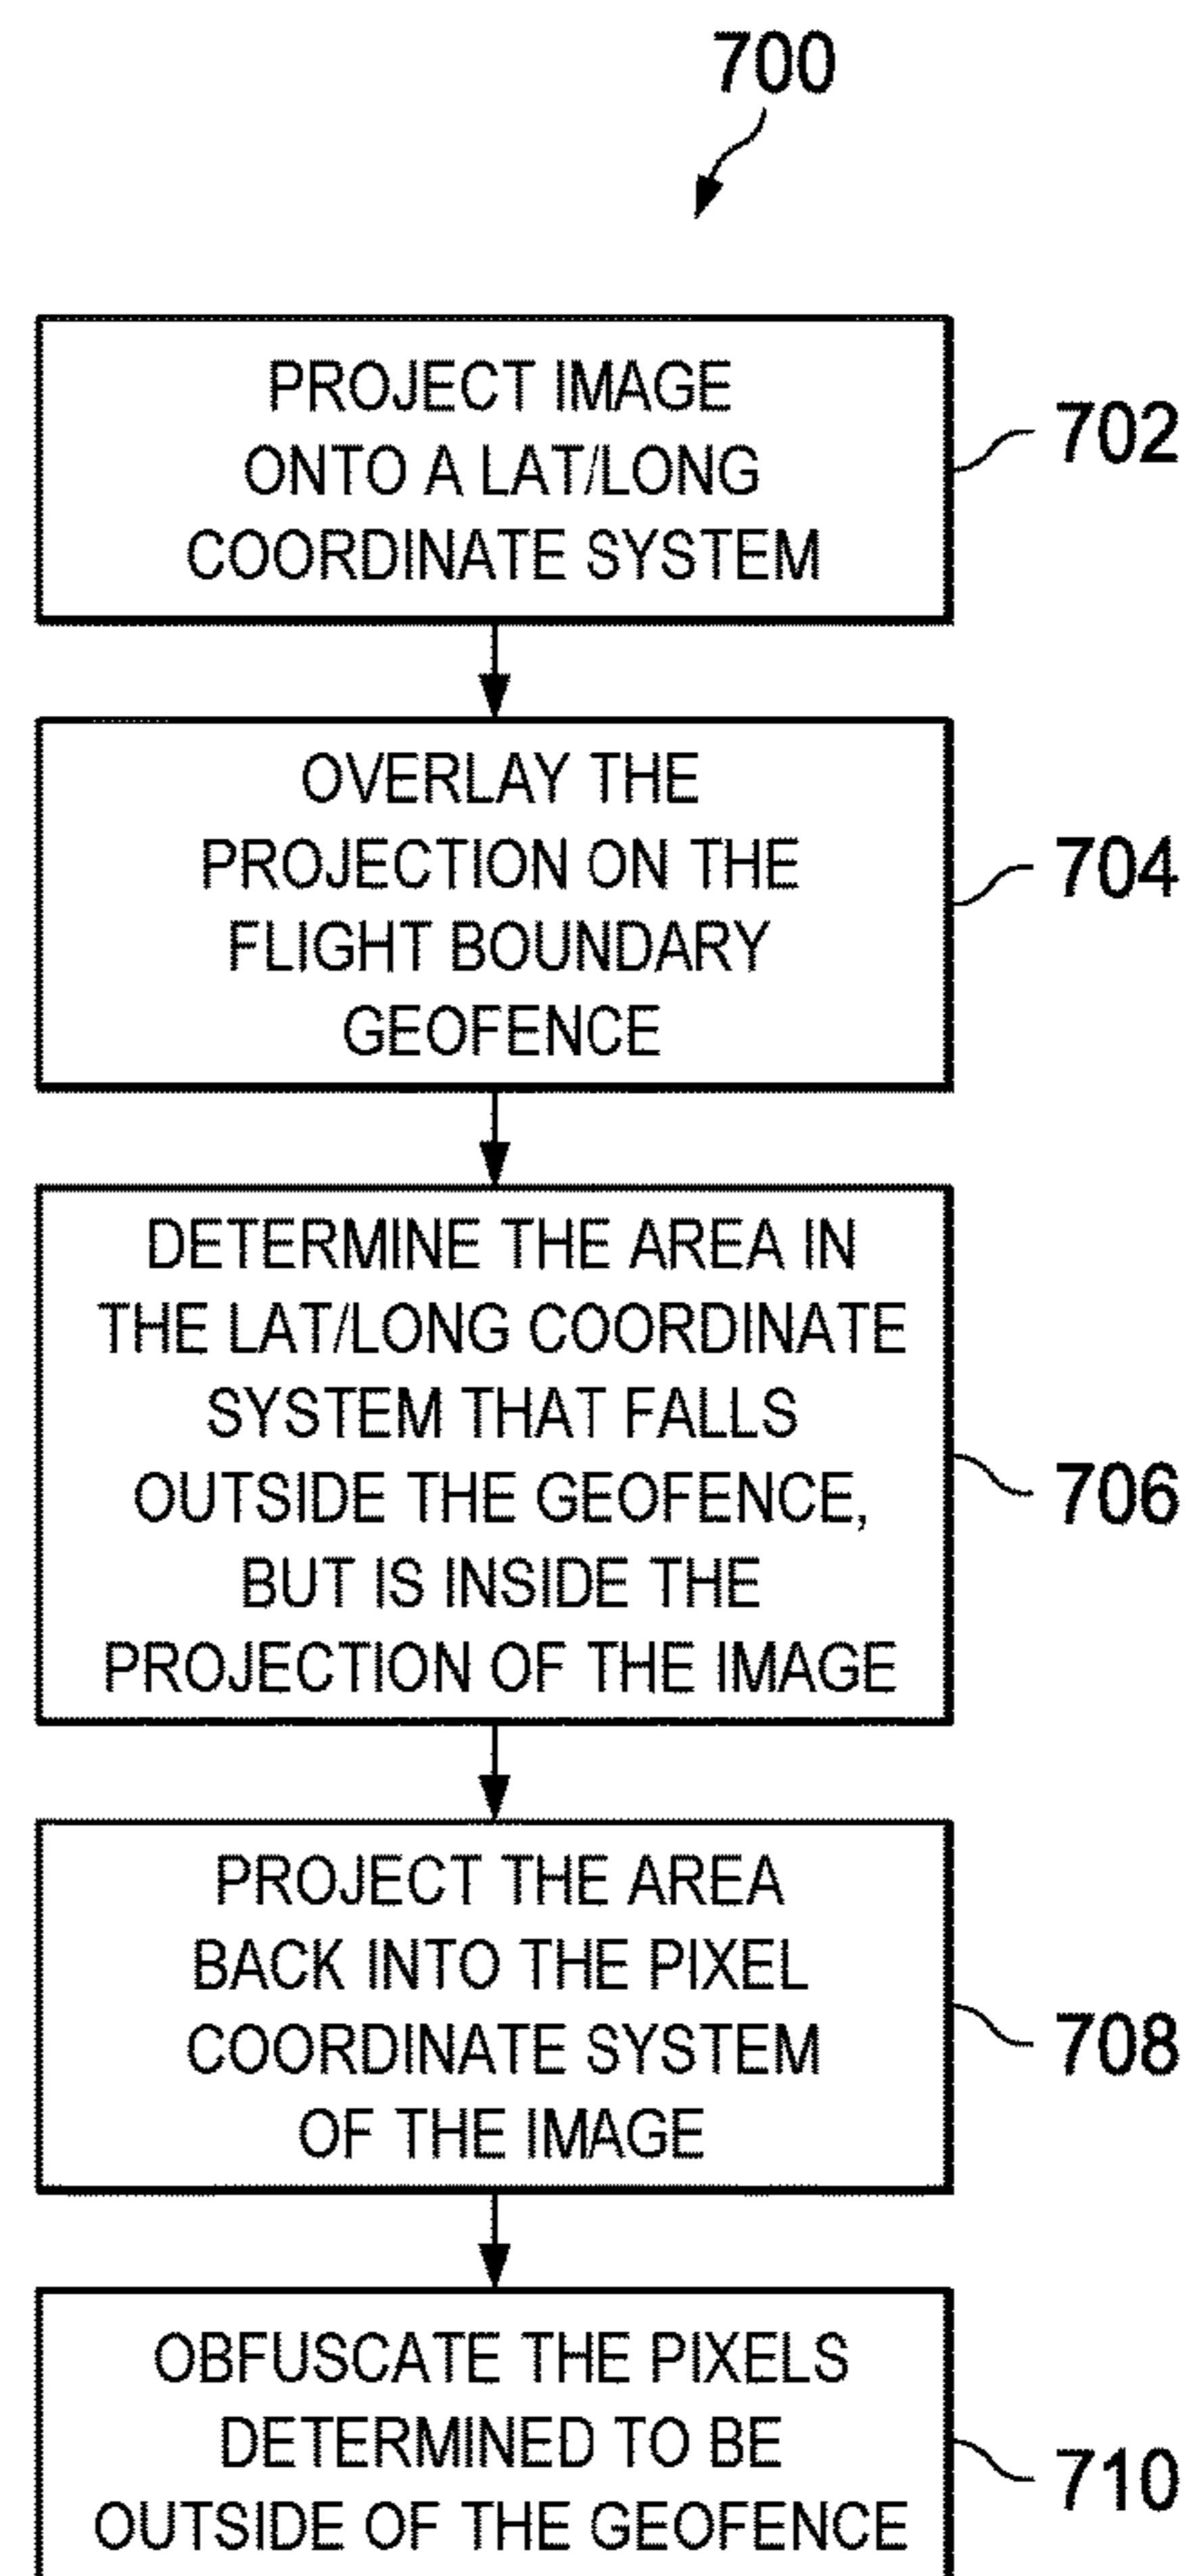 700
PROJECT IMAGE
ONTO A LAT/LONG
COORDINATE SYSTEM
702
OVERLAY THE
PROJECTION ON THE
FLIGHT BOUNDARY
GEOFENCE
704
DETERMINE THE AREA IN
THE LAT/LONG COORDINATE
SYSTEM THAT FALLS
OUTSIDE THE GEOFENCE,
BUT IS INSIDE THE
PROJECTION OF THE IMAGE
706
PROJECT THE AREA
BACK INTO THE PIXEL
COORDINATE SYSTEM
OF THE IMAGE
708
OBFUSCATE THE PIXELS
DETERMINED TO BE
OUTSIDE OF THE GEOFENCE
710